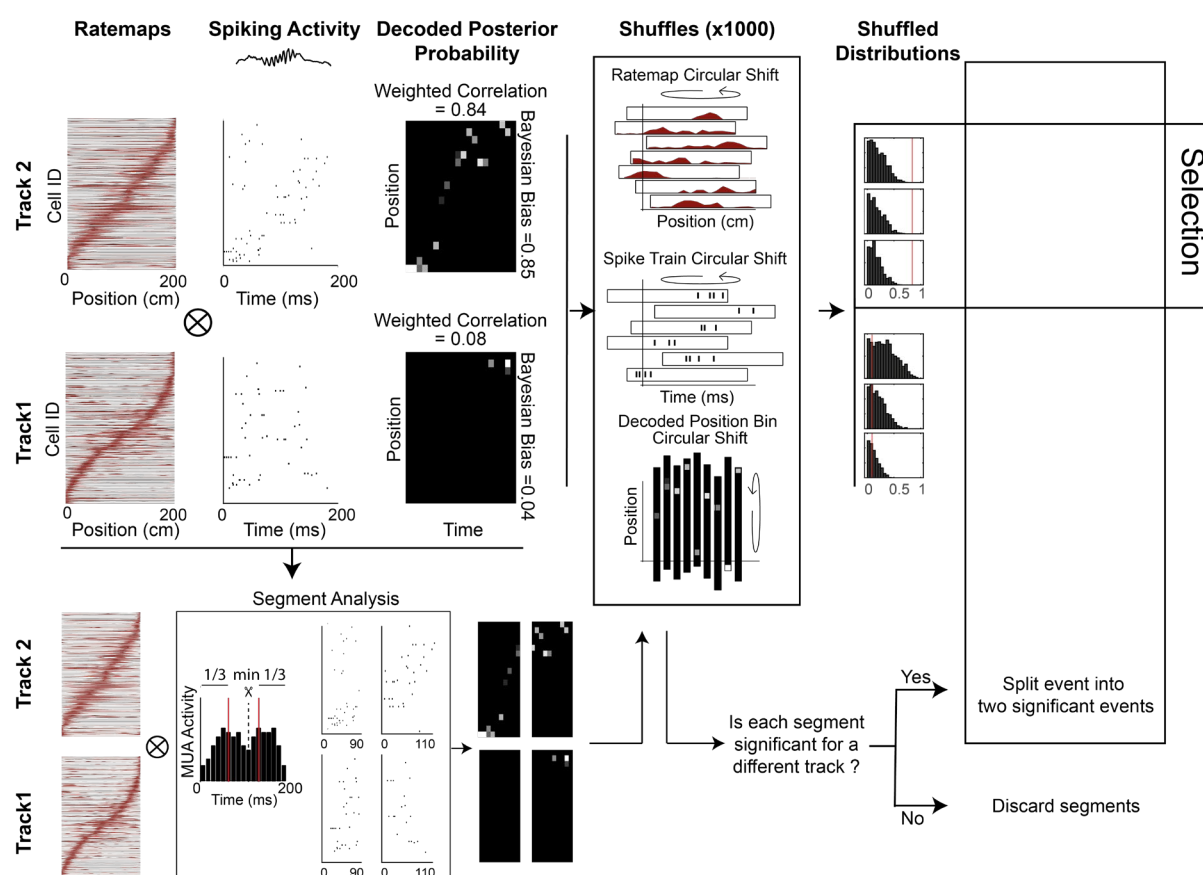 Ratemaps
Spiking Activity
Decoded Posterior
Probability
Shuffles (x1000)
Shuffled
Distributions
Track 2
Cell ID
0
200
Position (cm)
0
200
Time (ms)
Weighted Correlation
= 0.84
Position
Bayesian Bias =0.85
Track1
Cell ID
0
200
Position (cm)
0
200
Time (ms)
Weighted Correlation
= 0.08
Position
Bayesian Bias =0.04
Time
Ratemap Circular Shift
Position (cm)
Spike Train Circular Shift
Time (ms)
Decoded Position Bin
Circular Shift
Position
0
0.5
1
0
0.5
1
Selection
Segment Analysis
Track 2
Track1
1/3
min
1/3
MUA Activity
0
200
Time (ms)
0
90
0
110
0
90
0
110
Is each segment
significant for a
different track ?
Yes
Split event into
two significant events
No
Discard segments